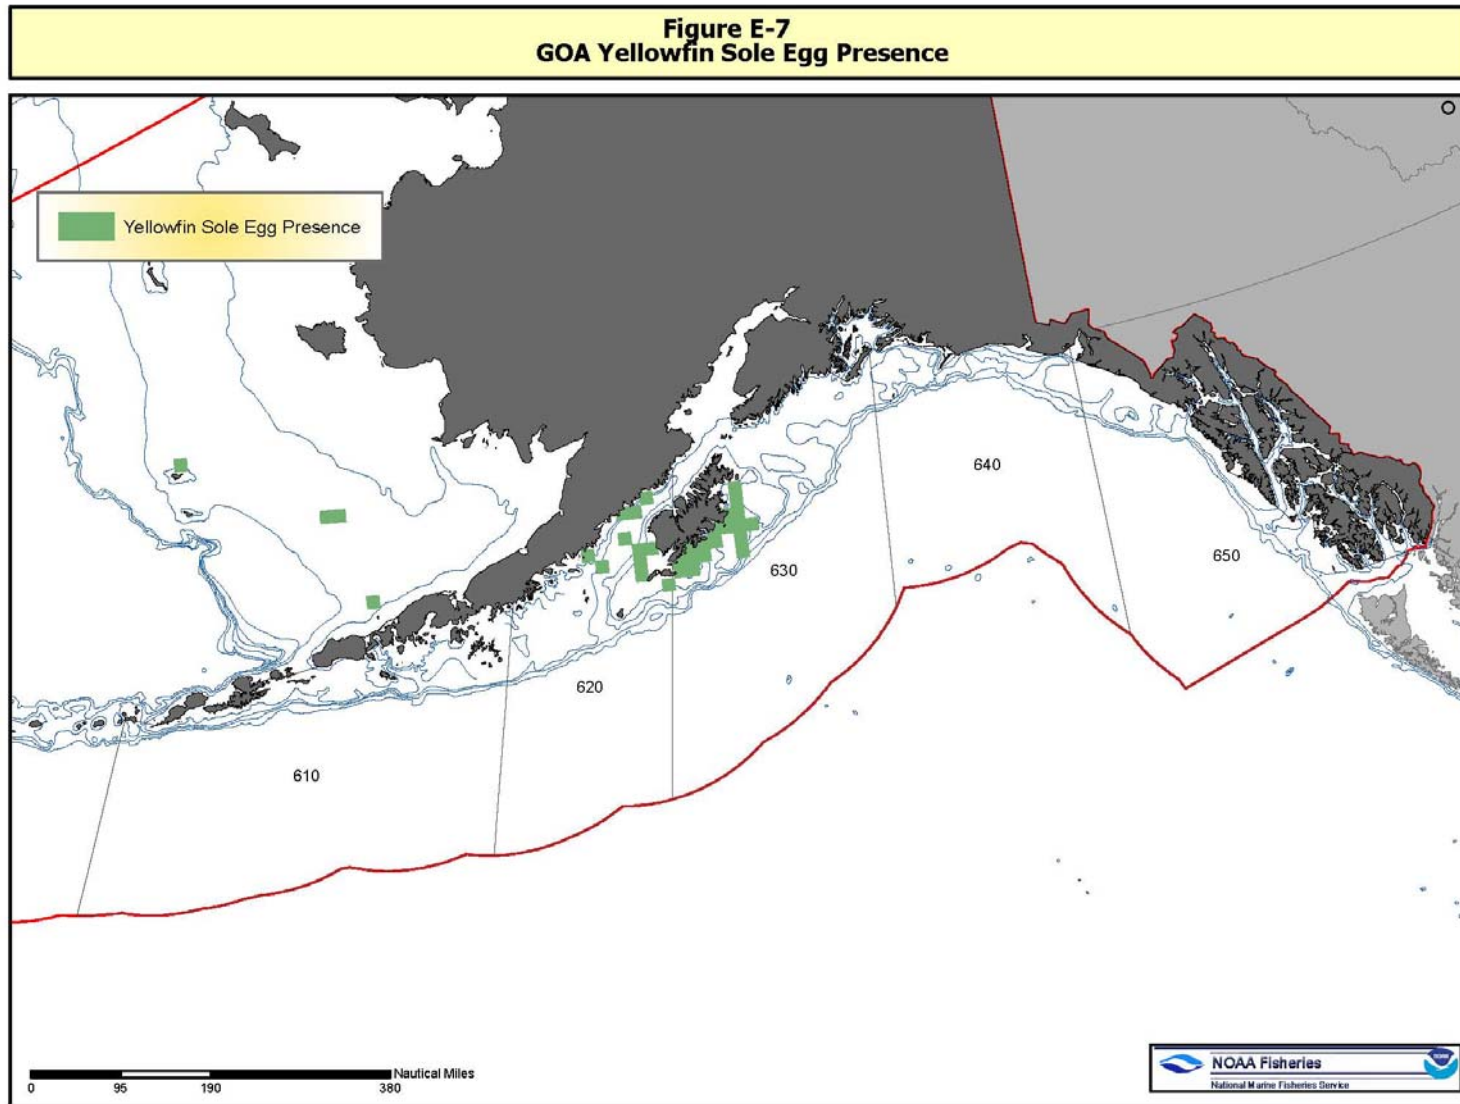 Figure E-7
GOA Yellowfin Sole Egg Presence
Yellowfin Sole Egg Presence
640
650
630
620
610
Nautical Miles
0 95 190 380
NOAA Fisheries
National Marine Fisheries Service